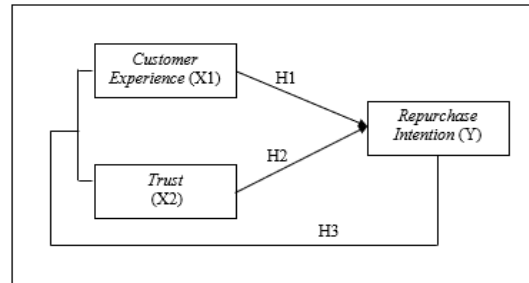 Customer
Experience (X1)
H1
Repurchase
Intention (Y)
H2
Trust
(X2)
H3